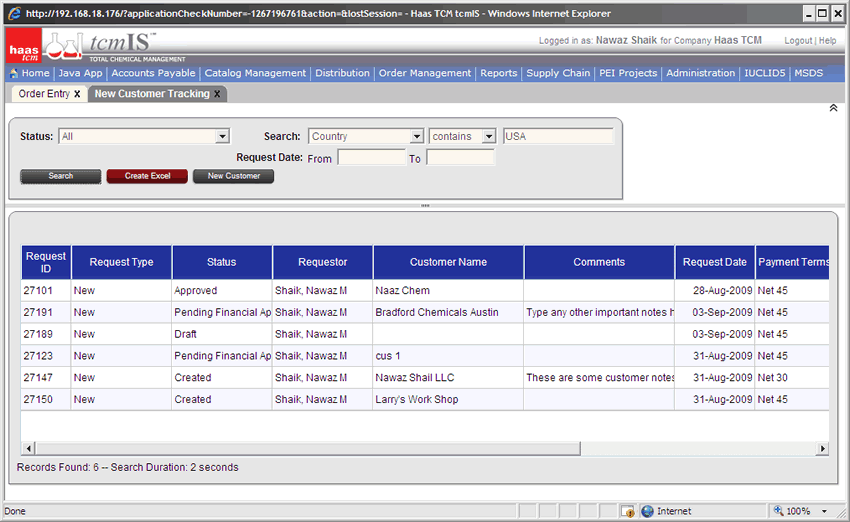 http://192.168.18.176/?applicationCheckNumber=-1267196761&action=&lostSession= - Haas TCM tcmIS - Windows Internet Explorer
haas tcm
tcmIS™
TOTAL CHEMICAL MANAGEMENT
Logged in as: Nawaz Shaik for Company Haas TCM Logout | Help
Home | Java App | Accounts Payable | Catalog Management | Distribution | Order Management | Reports | Supply Chain | PEI Projects | Administration | IUCLID5 | MSDS
Order Entry x New Customer Tracking x
Status: All Search: Country contains USA
Request Date: From To
Search Create Excel New Customer
Request ID Request Type Status Requestor Customer Name Comments Request Date Payment Terms
27101 New Approved Shaik, Nawaz M Naaz Chem 28-Aug-2009 Net 45
27191 New Pending Financial Ap Shaik, Nawaz M Bradford Chemicals Austin Type any other important notes h 03-Sep-2009 Net 45
27189 New Draft Shaik, Nawaz M 03-Sep-2009 Net 45
27123 New Pending Financial Ap Shaik, Nawaz M cus 1 31-Aug-2009 Net 45
27147 New Created Shaik, Nawaz M Nawaz Shail LLC These are some customer notes 31-Aug-2009 Net 30
27150 New Created Shaik, Nawaz M Larry's Work Shop 31-Aug-2009 Net 45
Records Found: 6 -- Search Duration: 2 seconds
Done Internet 100%